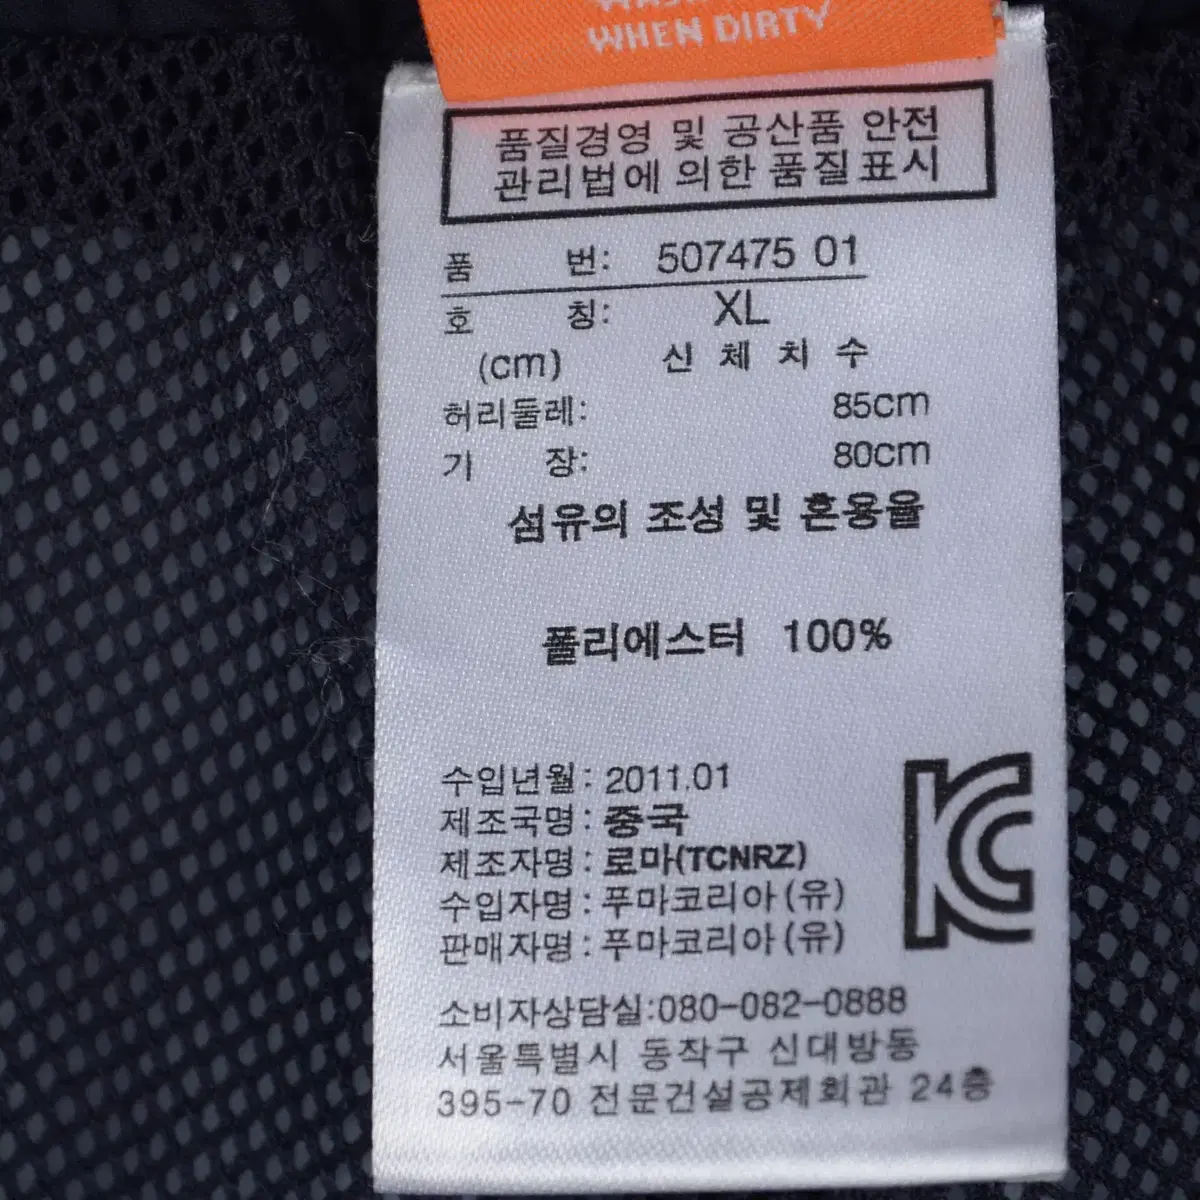 WHEN DIRTY
품질경영 및 공산품 안전
관리법에 의한 품질표시
품 번: 507475 01
호 칭: XL
(cm) 신 체 치 수
허리둘레: 85cm
기 장: 80cm
섬유의 조성 및 혼용율
폴리에스터 100%
수입년월: 2011.01
제조국명: 중국
제조자명: 로마(TCNRZ)
수입자명: 푸마코리아(유)
판매자명: 푸마코리아(유)
소비자상담실:080-082-0888
서울특별시 동작구 신대방동
395-70 전문건설공제회관 24층